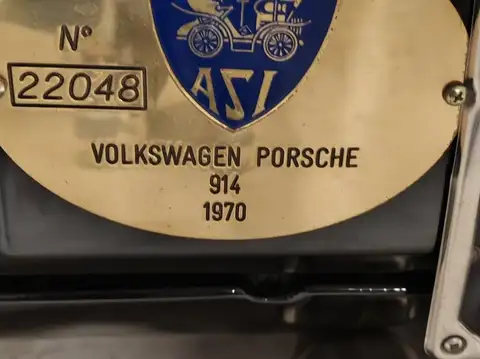 N°
22048
ASI
VOLKSWAGEN PORSCHE
914
1970